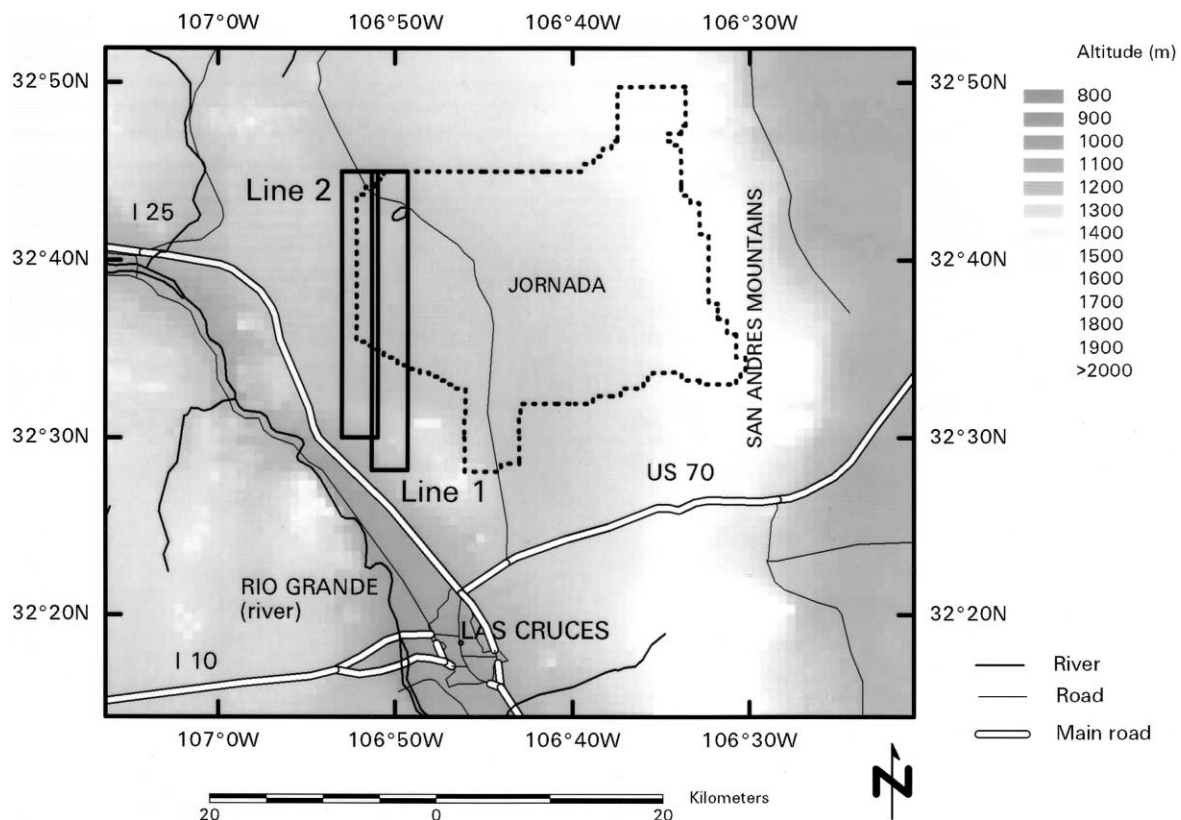 107°0W 106°50W 106°40W 106°30W
Altitude (m)
32°50N 32°50N
800
900
1000
1100
1200
1300
1400
1500
1600
1700
1800
1900
>2000
Line 2
I 25
32°40N 32°40N
JORNADA
SAN ANDRES MOUNTAINS
32°30N 32°30N
Line 1
US 70
RIO GRANDE
(river)
32°20N 32°20N
LAS CRUCES
I 10
River
Road
Main road
107°0W 106°50W 106°40W 106°30W
N
Kilometers
20 0 20